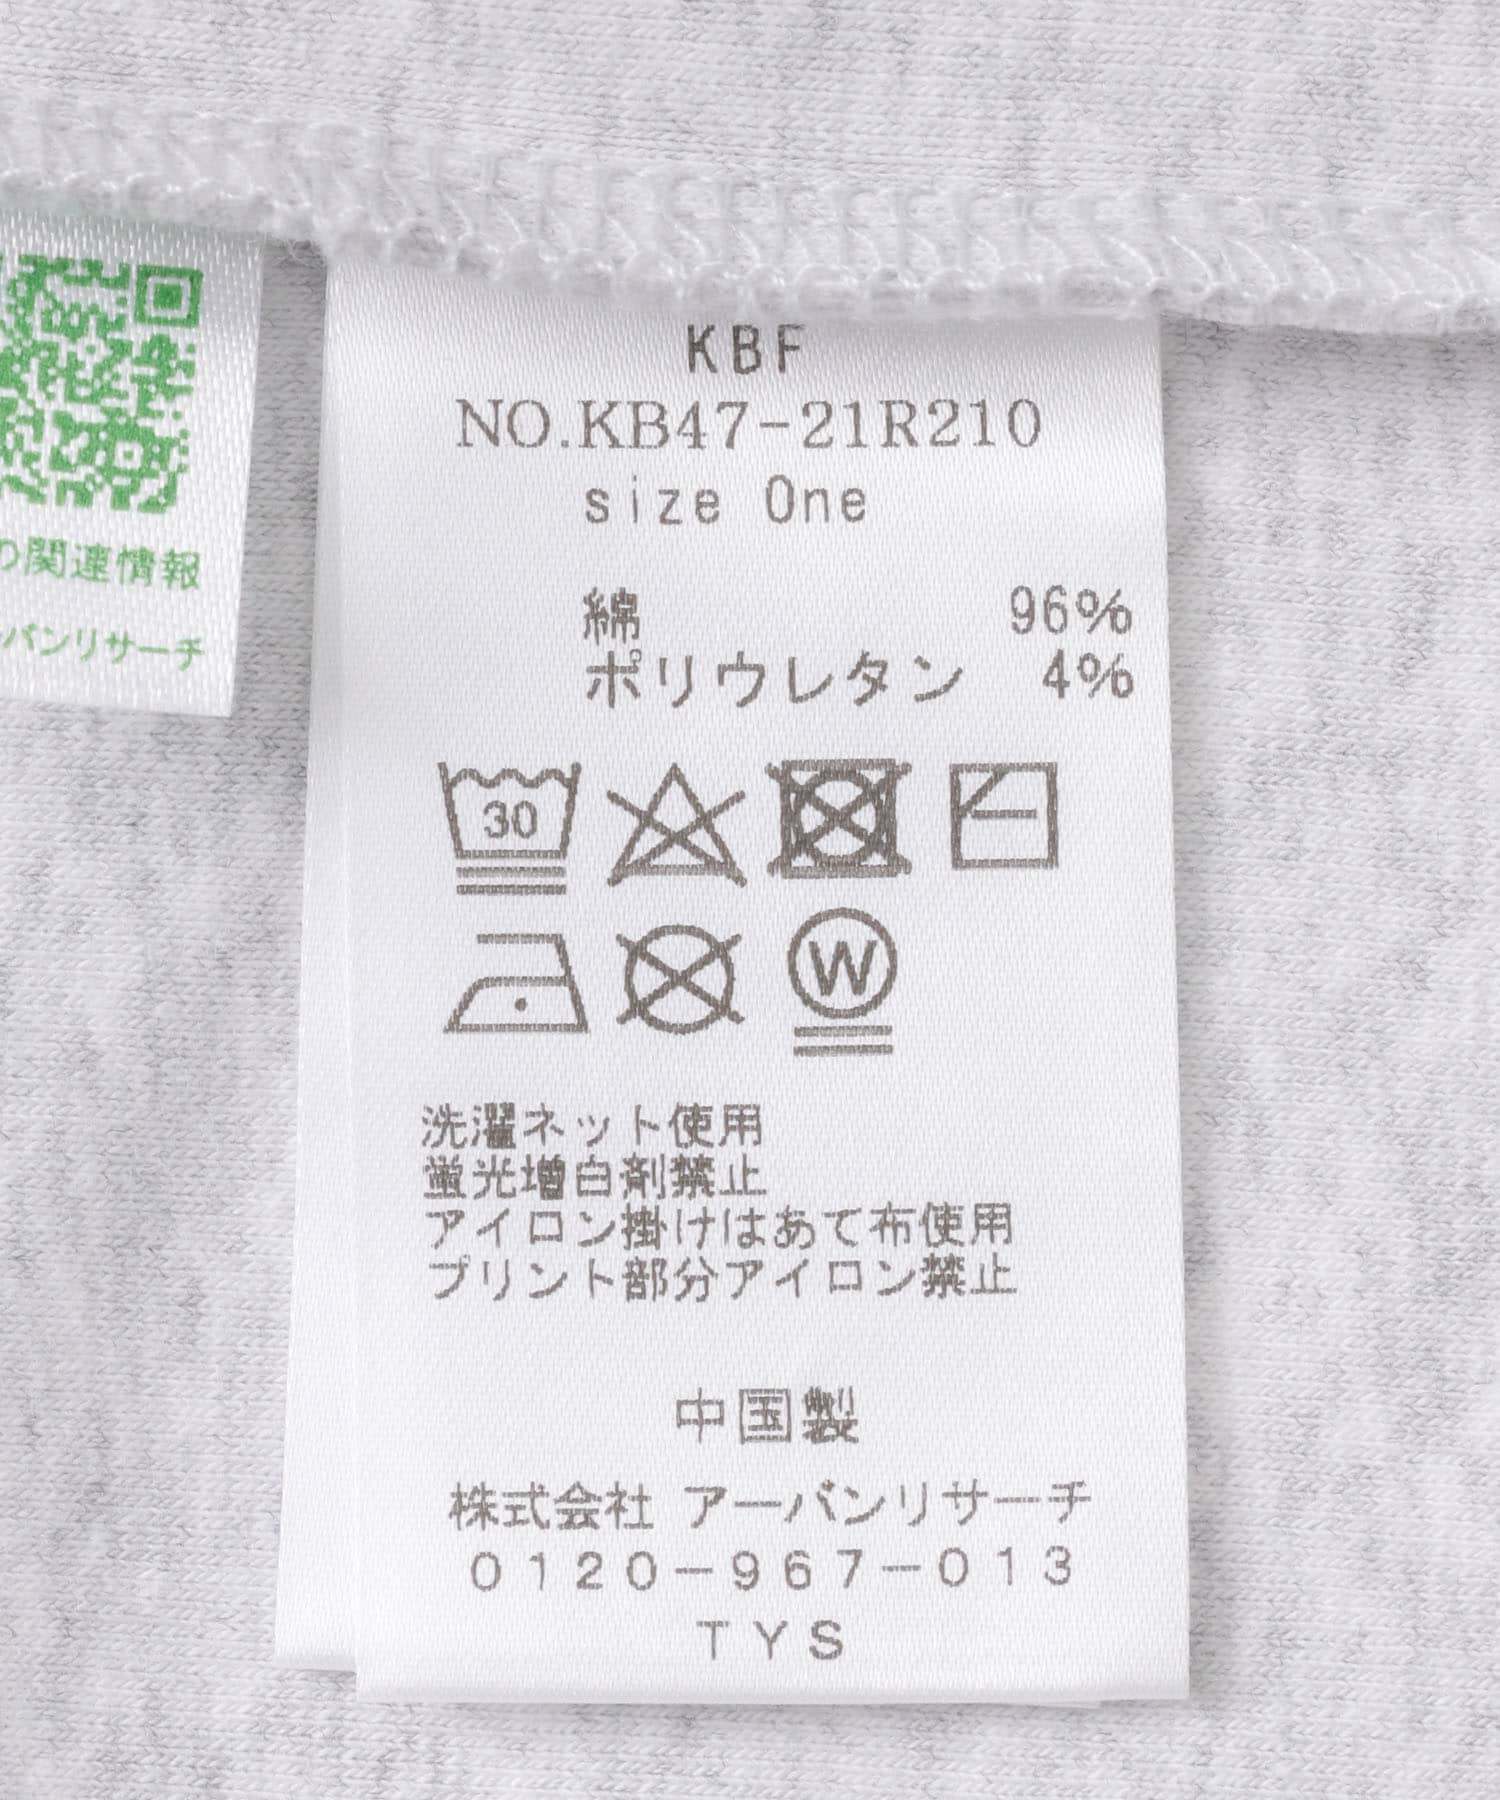 KBF
NO.KB47-21R210
size One
綿 96%
ポリウレタン 4%
30
W
洗濯ネット使用
蛍光増白剤禁止
アイロン掛けはあて布使用
プリント部分アイロン禁止
中国製
株式会社 アーバンリサーチ
0120-967-013
TYS
の関連情報
バンリサーチ